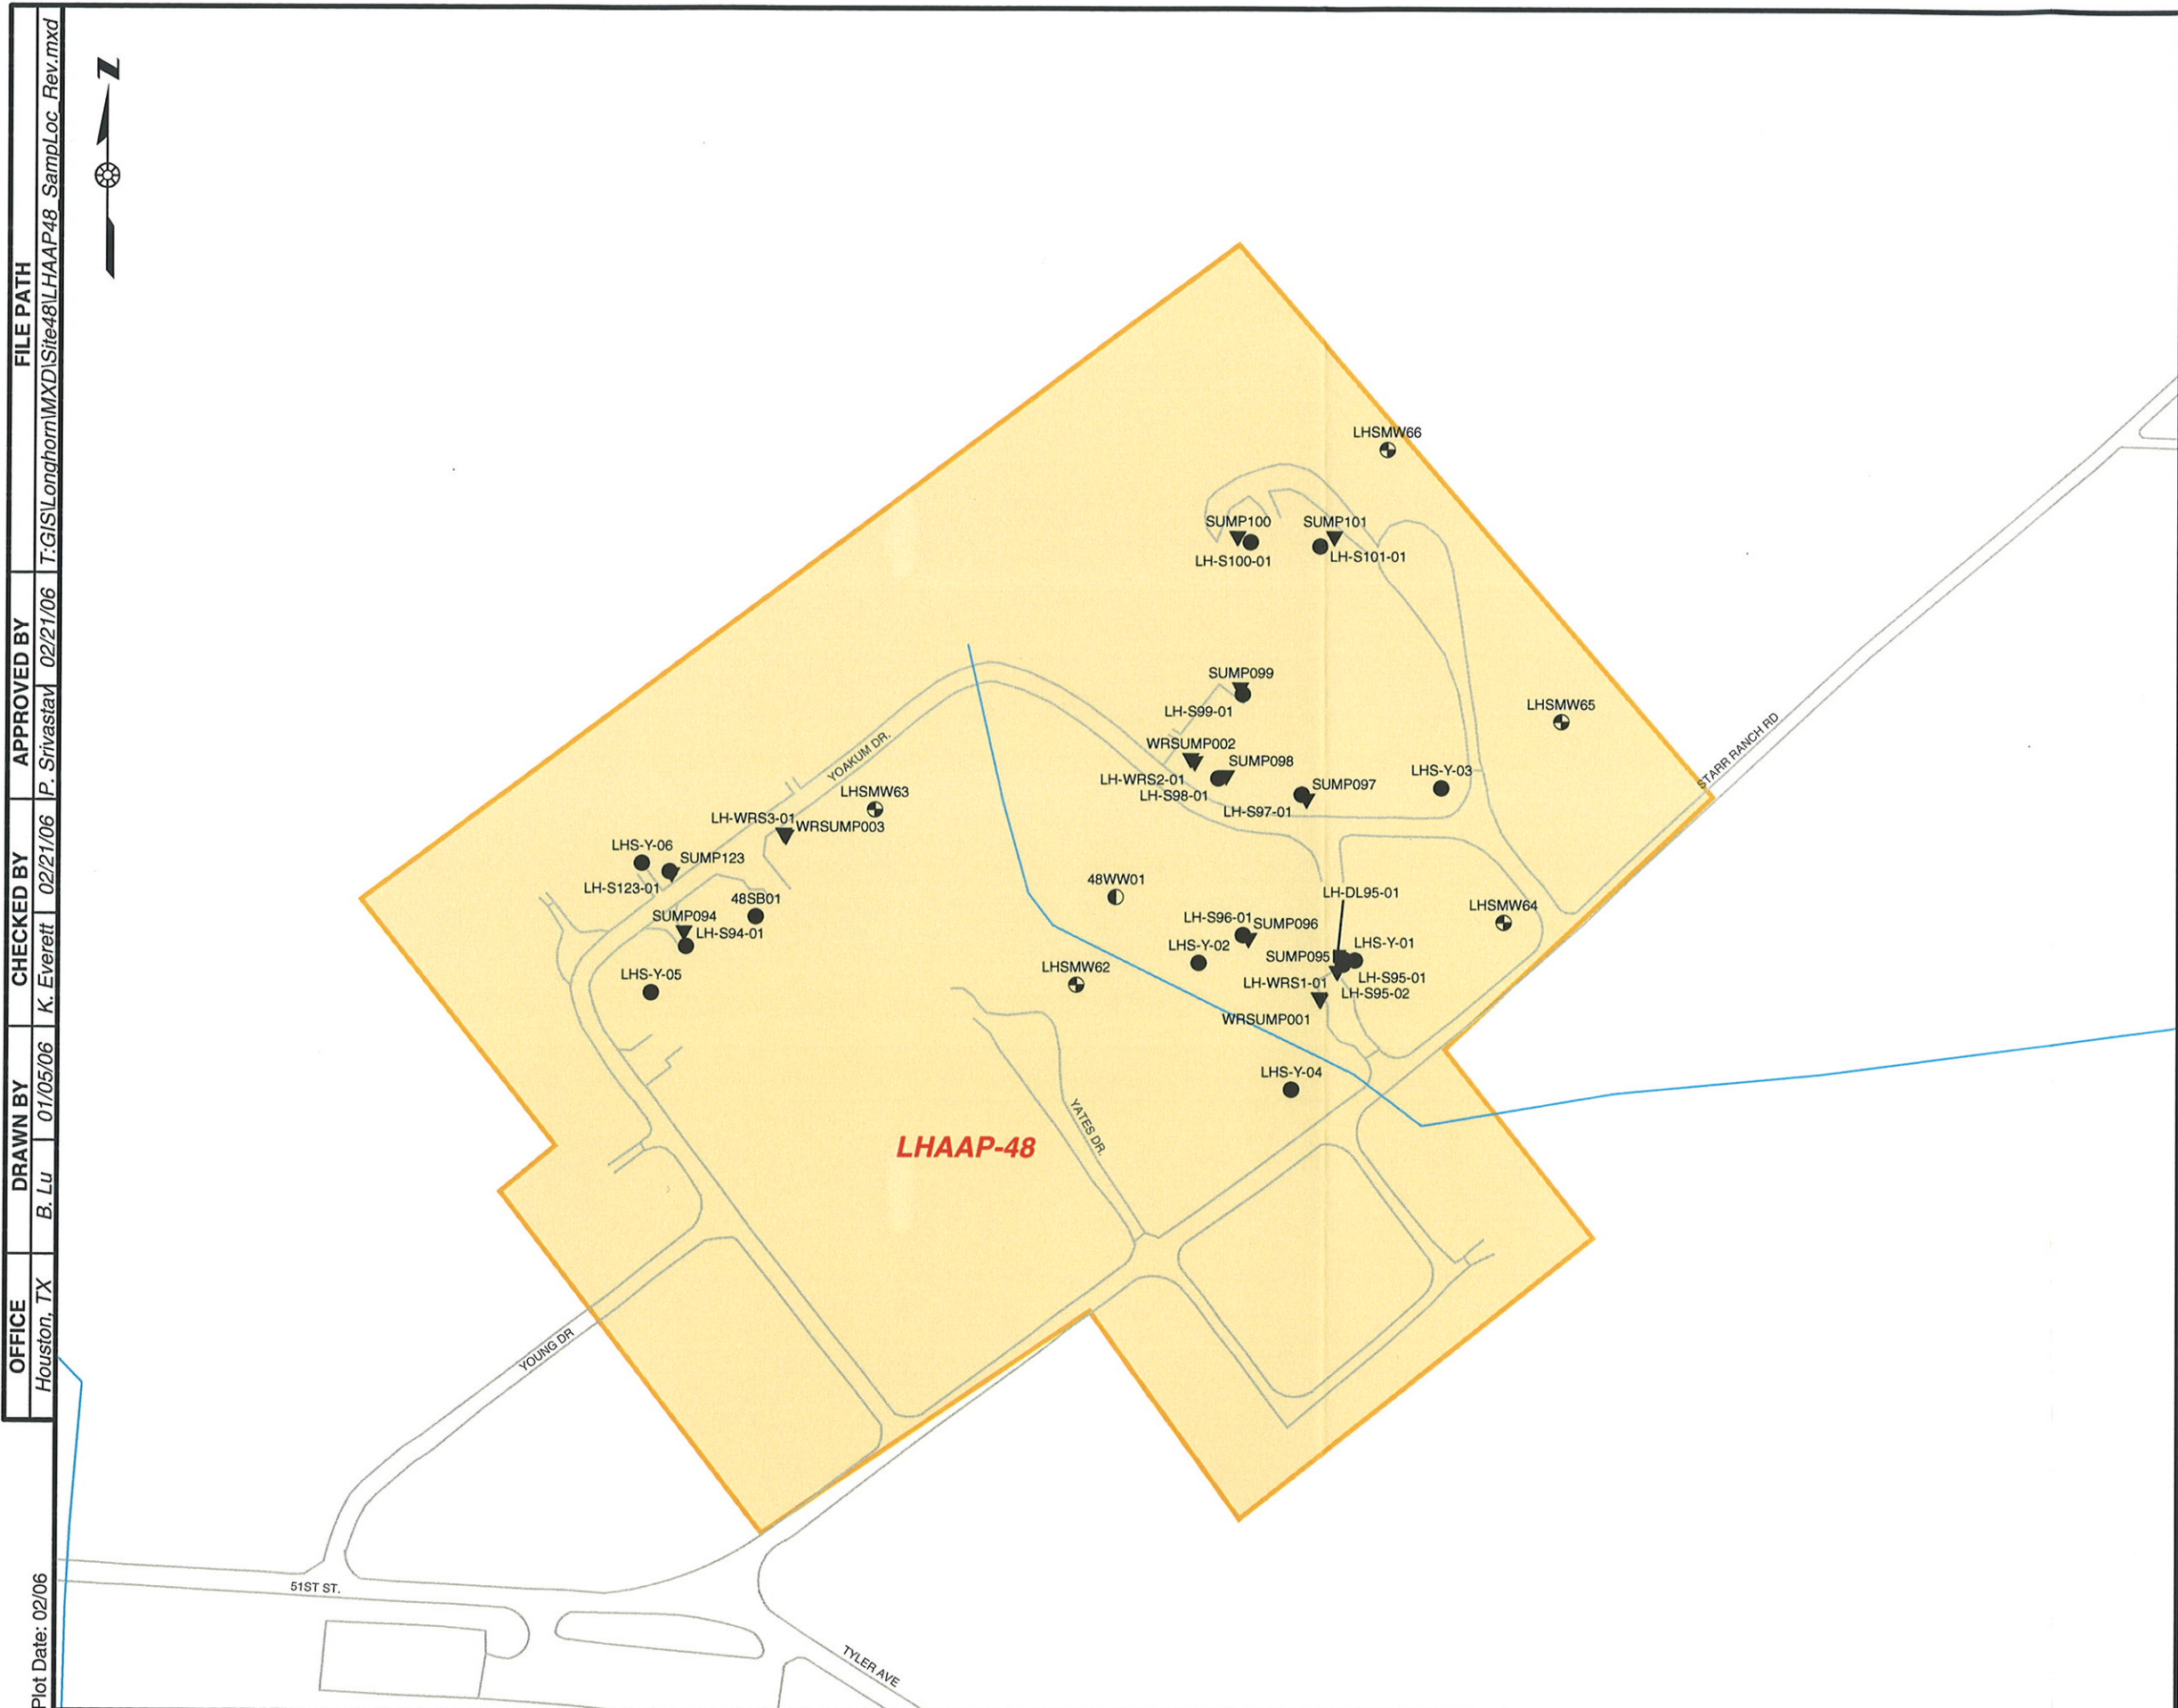 FILE PATH
T:GIS\Longhorn\MXD\Site48\LHAAP48_SampLoc_Rev.mxd
APPROVED BY
P. Srivastav 02/21/06
CHECKED BY
K. Everett 02/21/06
DRAWN BY
B. Lu 01/05/06
OFFICE
Houston, TX
Plot Date: 02/06
N
LHSMW66
SUMP100
SUMP101
LH-S100-01
LH-S101-01
SUMP099
LH-S99-01
LHSMW65
STARR RANCH RD
WRSUMP002
SUMP098
LH-WRS2-01
LH-S98-01
LHS-Y-03
SUMP097
LH-S97-01
YOAKUM DR.
LHSMW63
LH-WRS3-01
WRSUMP003
LHS-Y-06
SUMP123
LH-S123-01
48SB01
SUMP094
LH-S94-01
LHS-Y-05
48WW01
LH-DL95-01
LHSMW64
LH-S96-01
SUMP096
LHS-Y-02
LHS-Y-01
SUMP095
LHSMW62
LH-S95-01
LH-WRS1-01
LH-S95-02
WRSUMP001
LHS-Y-04
YATES DR.
LHAAP-48
YOUNG DR
51ST ST.
TYLER AVE